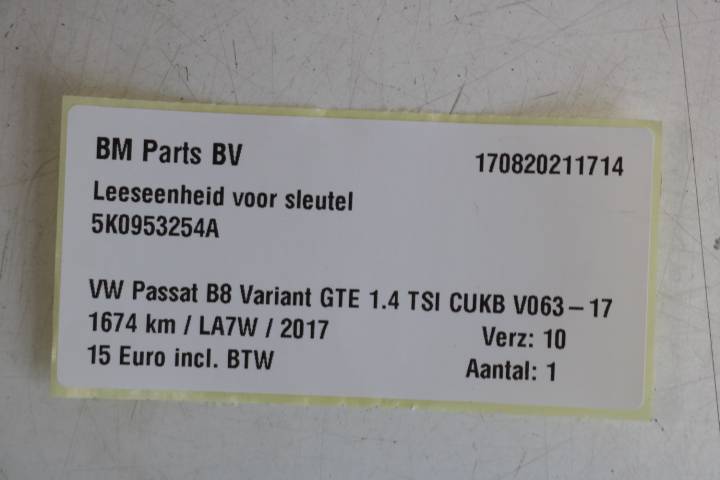 BM Parts BV 170820211714
Leeseenheid voor sleutel
5K0953254A
VW Passat B8 Variant GTE 1.4 TSI CUKB V063-17
1674 km / LA7W / 2017 Verz: 10
15 Euro incl. BTW Aantal: 1